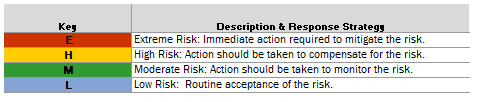 Key Description & Response Strategy
E Extreme Risk: Immediate action required to mitigate the risk.
H High Risk: Action should be taken to compensate for the risk.
M Moderate Risk: Action should be taken to monitor the risk.
L Low Risk: Routine acceptance of the risk.